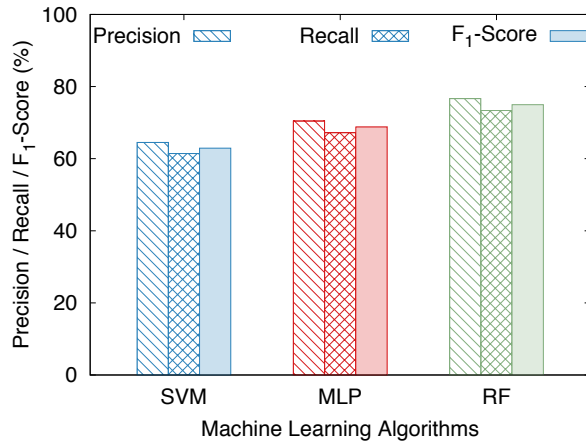 Precision / Recall / F₁-Score (%)
100
80
60
40
20
0
Precision Recall F₁-Score
SVM MLP RF
Machine Learning Algorithms